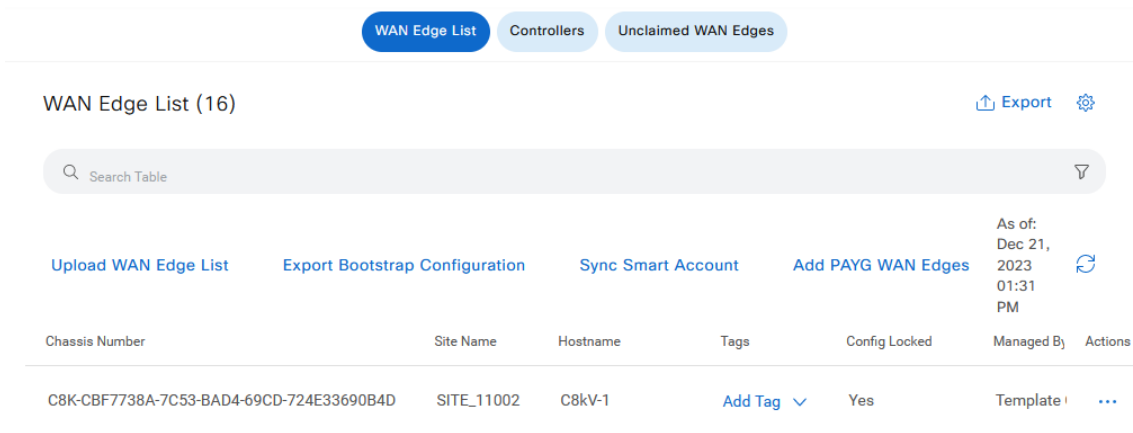 WAN Edge List Controllers Unclaimed WAN Edges
WAN Edge List (16) Export
Search Table
As of:
Dec 21,
2023
01:31
PM
Upload WAN Edge List Export Bootstrap Configuration Sync Smart Account Add PAYG WAN Edges
Chassis Number Site Name Hostname Tags Config Locked Managed By Actions
C8K-CBF7738A-7C53-BAD4-69CD-724E33690B4D SITE_11002 C8kV-1 Add Tag Yes Template ...